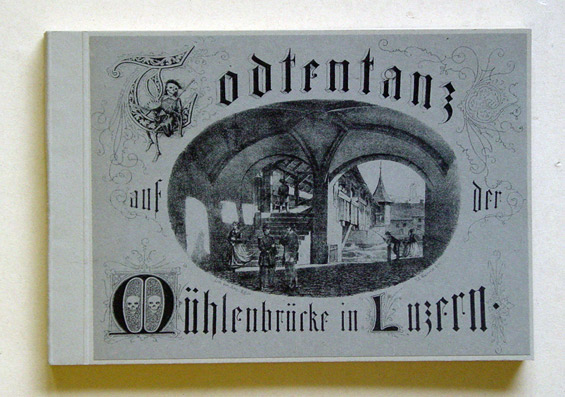 Todtentanz
auf der
Mühlenbrücke in Luzern.